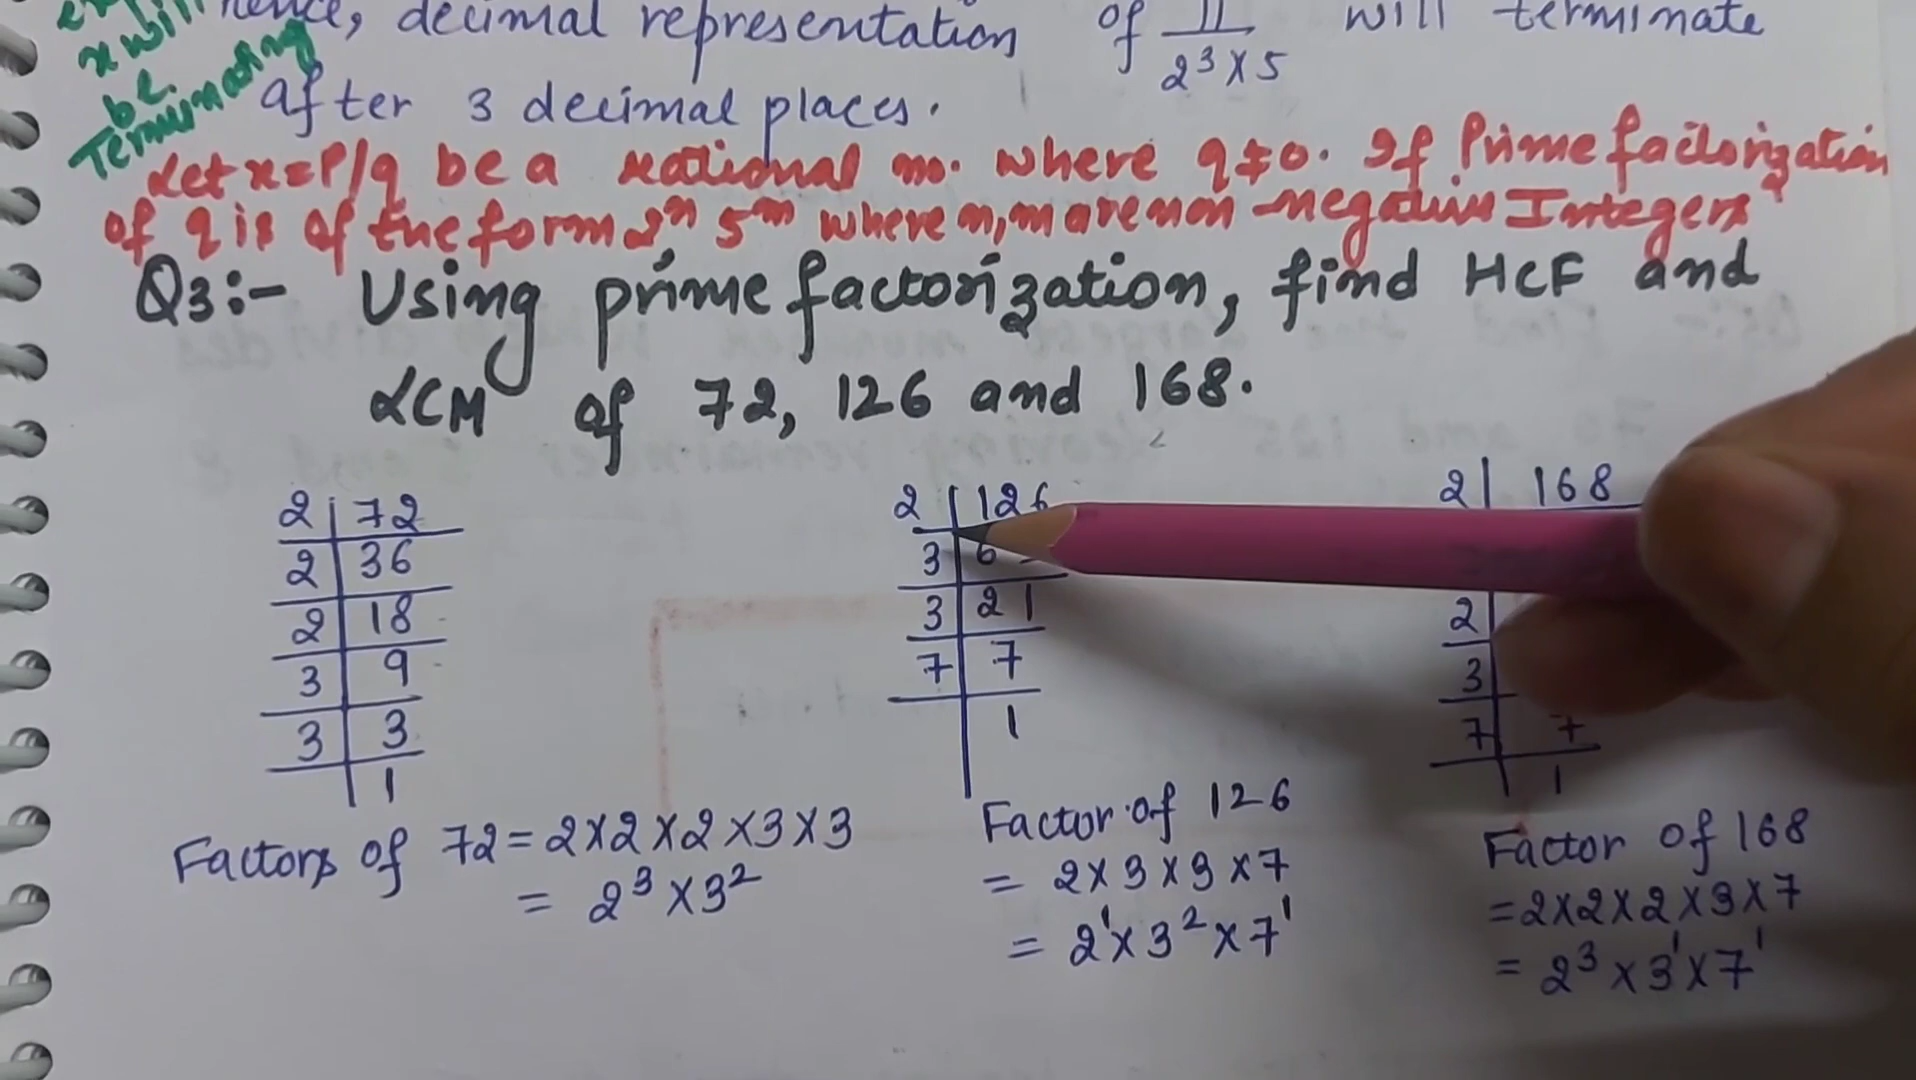 hence, decimal representation of 11/2³×5 will terminate
x will be Terminating
after 3 decimal places.
Let x=P/q be a rational no. where q≠0. If Prime factorization
of q is of the form 2ⁿ 5ᵐ where n, m are non-negative Integers
Q3:- Using prime factorization, find HCF and
LCM of 72, 126 and 168.
2 | 72
2 | 36
2 | 18
3 | 9
3 | 3
1
2 | 126
3 | 6
3 | 21
7 | 7
1
2 | 168
2
3
7 | 7
1
Factors of 72 = 2×2×2×3×3
= 2³×3²
Factor of 126
= 2×3×3×7
= 2¹×3²×7¹
Factor of 168
=2×2×2×3×7
= 2³×3¹×7¹